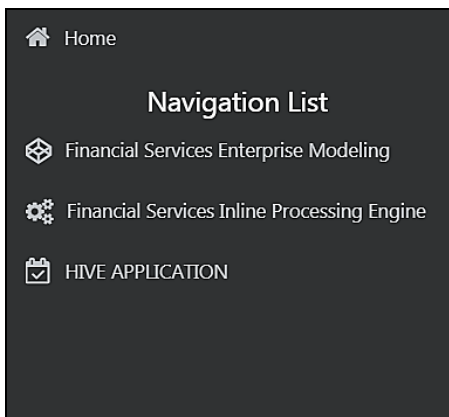 Home
Navigation List
Financial Services Enterprise Modeling
Financial Services Inline Processing Engine
HIVE APPLICATION